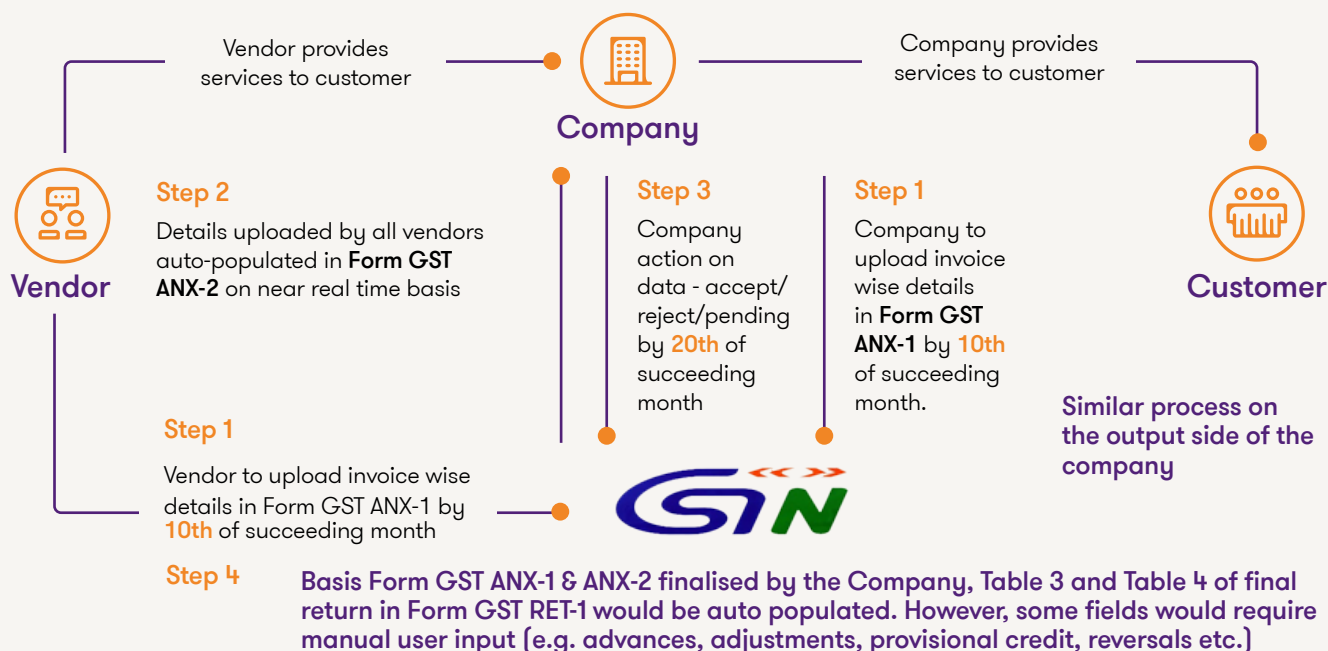 Vendor provides
services to customer
Company
Company provides
services to customer
Vendor
Step 2
Details uploaded by all vendors
auto-populated in Form GST
ANX-2 on near real time basis
Step 3
Company
action on
data - accept/
reject/pending
by 20th of
succeeding
month
Step 1
Company to
upload invoice
wise details
in Form GST
ANX-1 by 10th
of succeeding
month.
Customer
Similar process on
the output side of the
company
Step 1
Vendor to upload invoice wise
details in Form GST ANX-1 by
10th of succeeding month
GSTN
Step 4
Basis Form GST ANX-1 & ANX-2 finalised by the Company, Table 3 and Table 4 of final
return in Form GST RET-1 would be auto populated. However, some fields would require
manual user input (e.g. advances, adjustments, provisional credit, reversals etc.)